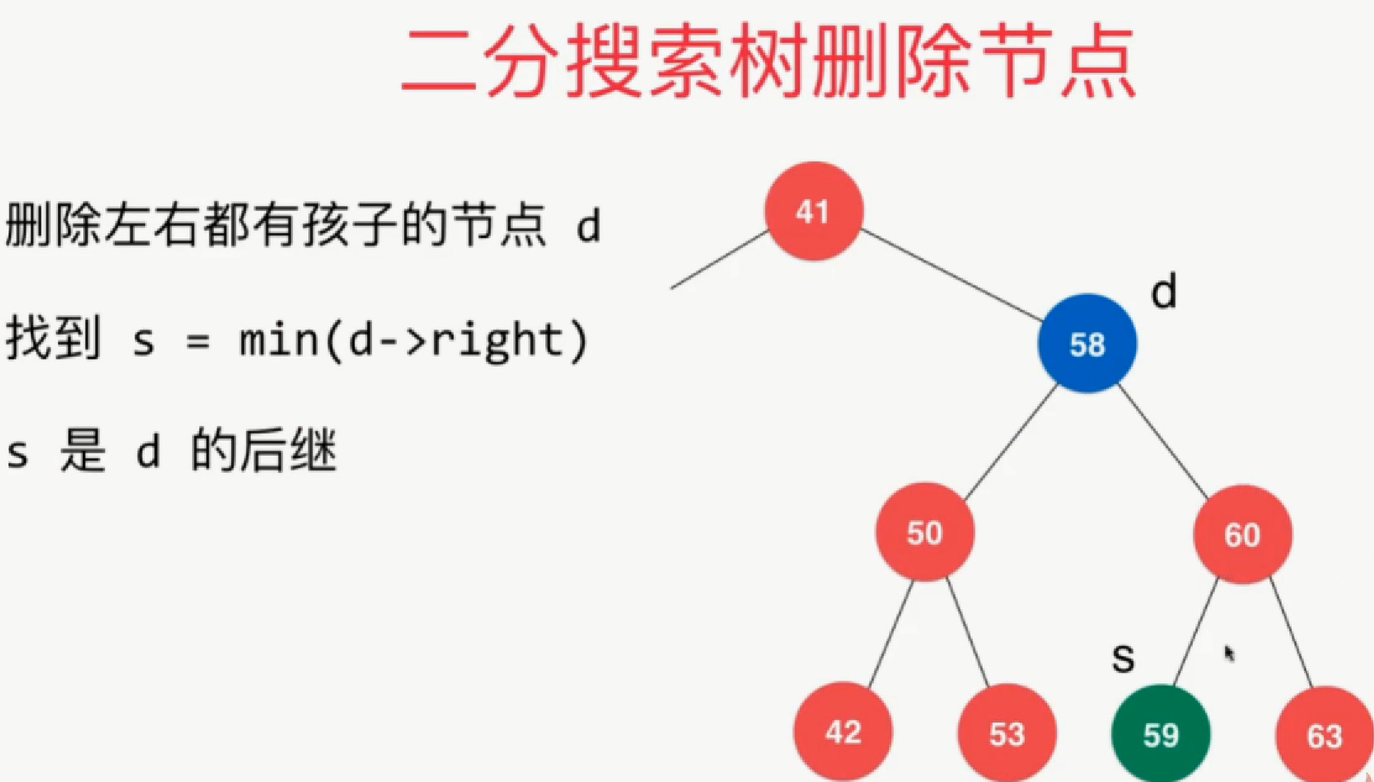 二分搜索树删除节点
删除左右都有孩子的节点 d
找到 s = min(d->right)
s 是 d 的后继
41
d
58
50
60
s
42
53
59
63